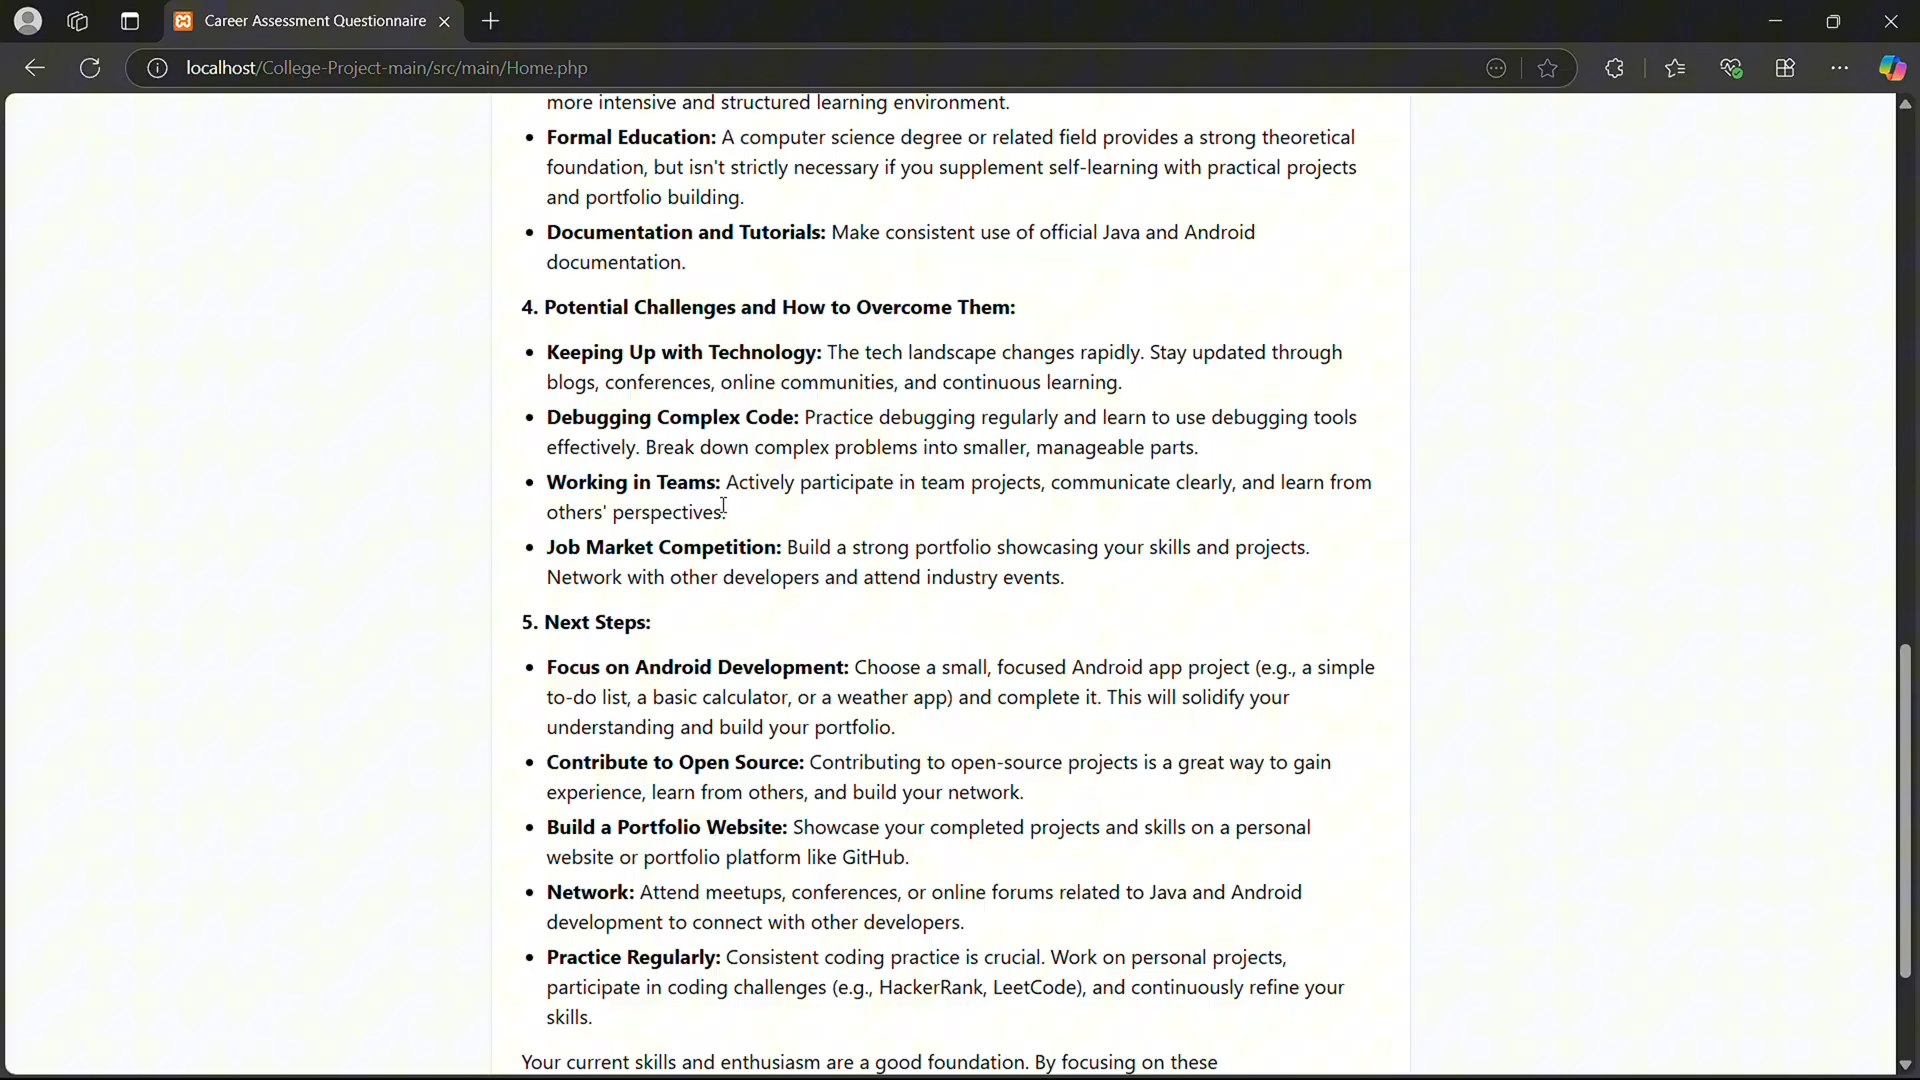 Career Assessment Questionnaire
localhost/College-Project-main/src/main/Home.php
more intensive and structured learning environment.
• Formal Education: A computer science degree or related field provides a strong theoretical
foundation, but isn't strictly necessary if you supplement self-learning with practical projects
and portfolio building.
• Documentation and Tutorials: Make consistent use of official Java and Android
documentation.
4. Potential Challenges and How to Overcome Them:
• Keeping Up with Technology: The tech landscape changes rapidly. Stay updated through
blogs, conferences, online communities, and continuous learning.
• Debugging Complex Code: Practice debugging regularly and learn to use debugging tools
effectively. Break down complex problems into smaller, manageable parts.
• Working in Teams: Actively participate in team projects, communicate clearly, and learn from
others' perspectives.
• Job Market Competition: Build a strong portfolio showcasing your skills and projects.
Network with other developers and attend industry events.
5. Next Steps:
• Focus on Android Development: Choose a small, focused Android app project (e.g., a simple
to-do list, a basic calculator, or a weather app) and complete it. This will solidify your
understanding and build your portfolio.
• Contribute to Open Source: Contributing to open-source projects is a great way to gain
experience, learn from others, and build your network.
• Build a Portfolio Website: Showcase your completed projects and skills on a personal
website or portfolio platform like GitHub.
• Network: Attend meetups, conferences, or online forums related to Java and Android
development to connect with other developers.
• Practice Regularly: Consistent coding practice is crucial. Work on personal projects,
participate in coding challenges (e.g., HackerRank, LeetCode), and continuously refine your
skills.
Your current skills and enthusiasm are a good foundation. By focusing on these